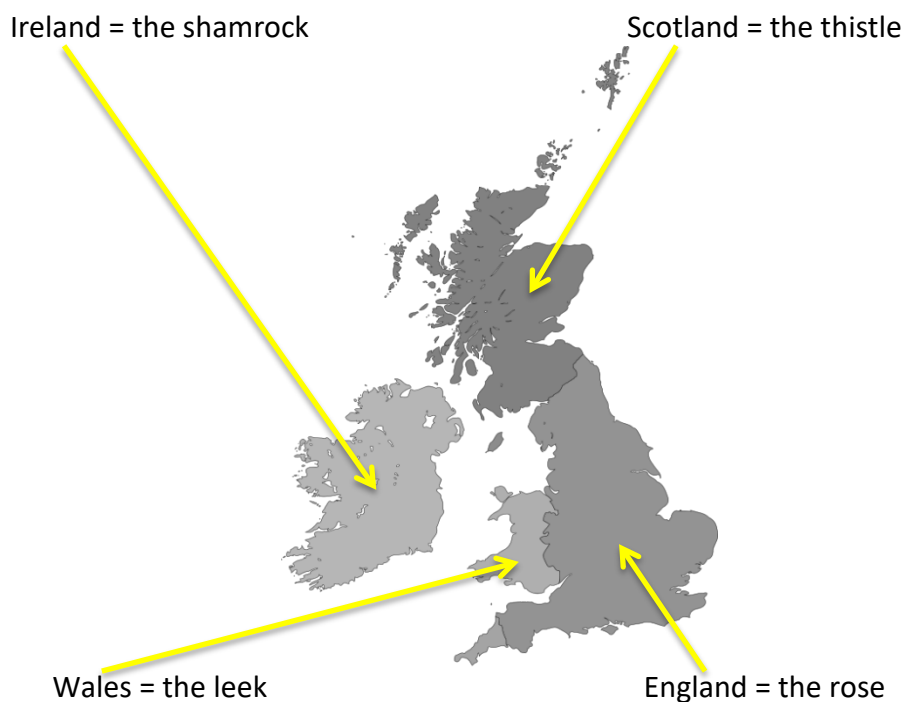 Ireland = the shamrock
Scotland = the thistle
Wales = the leek
England = the rose